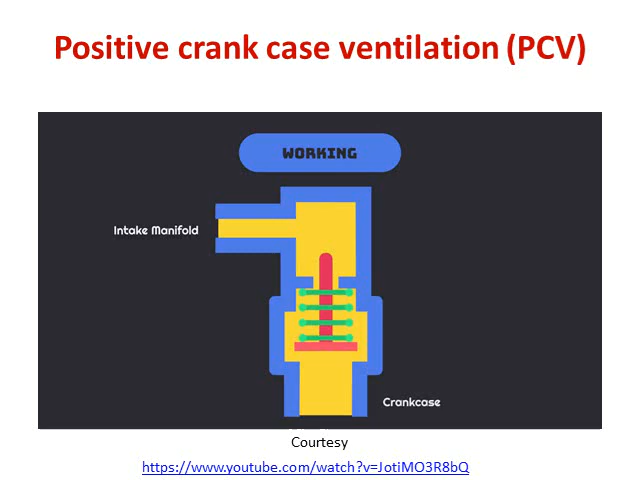 Positive crank case ventilation (PCV)
WORKING
Intake Manifold
Crankcase
Courtesy
https://www.youtube.com/watch?v=JotiMO3R8bQ